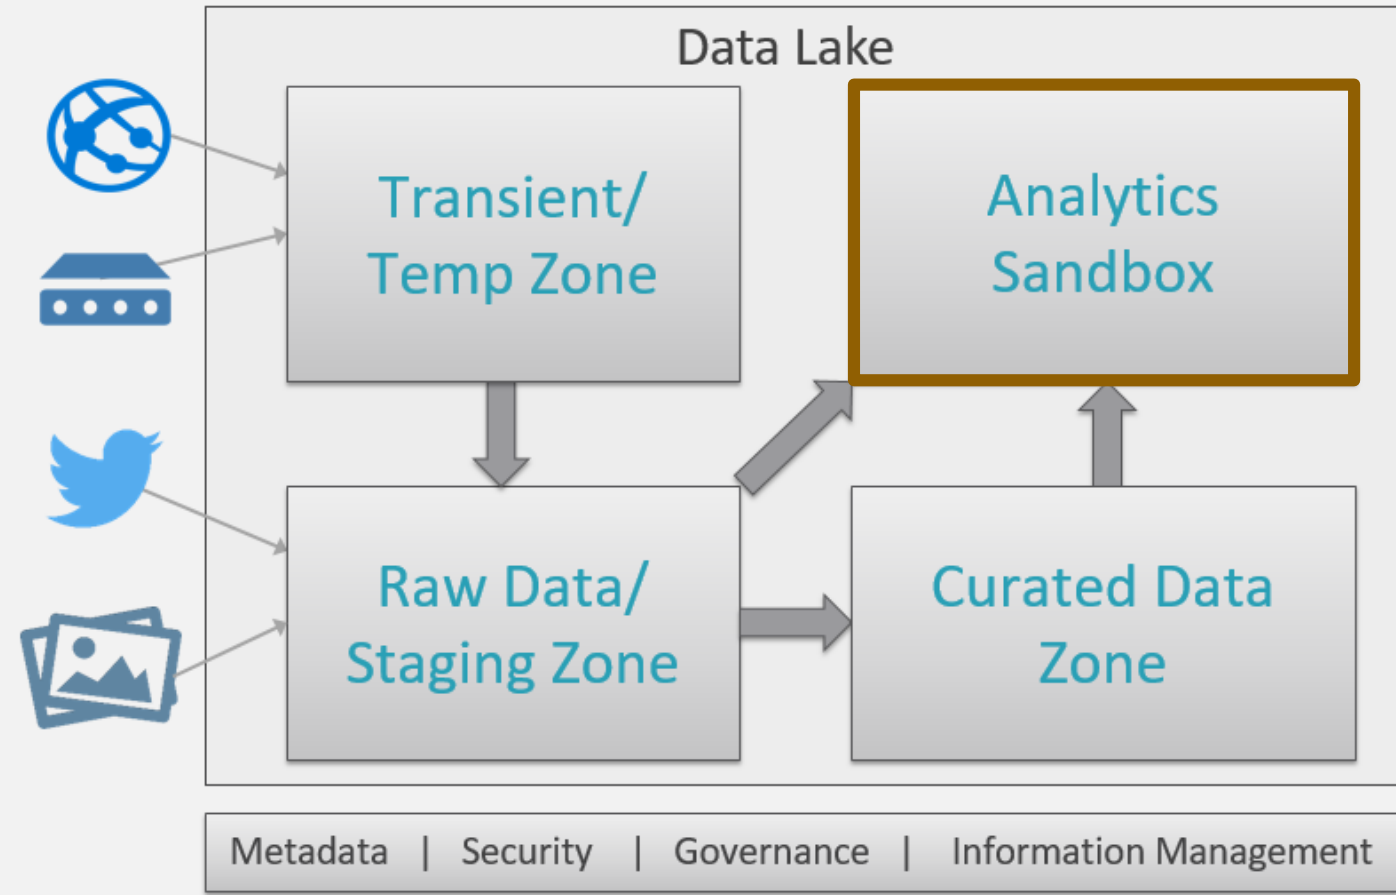 Data Lake
Transient/
Temp Zone
Analytics
Sandbox
Raw Data/
Staging Zone
Curated Data
Zone
Metadata | Security | Governance | Information Management